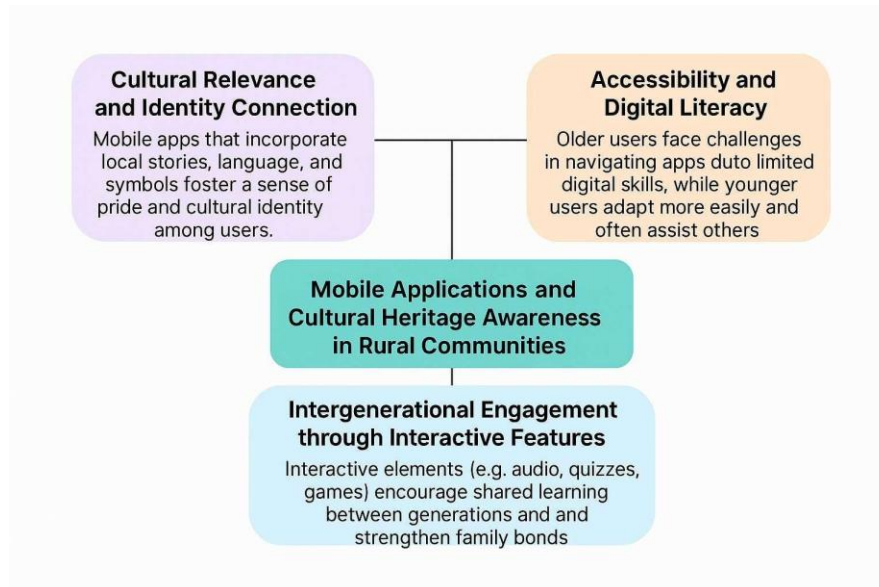 Cultural Relevance
and Identity Connection
Mobile apps that incorporate
local stories, language, and
symbols foster a sense of
pride and cultural identity
among users.
Accessibility and
Digital Literacy
Older users face challenges
in navigating apps duto limited
digital skills, while younger
users adapt more easily and
often assist others
Mobile Applications and
Cultural Heritage Awareness
in Rural Communities
Intergenerational Engagement
through Interactive Features
Interactive elements (e.g. audio, quizzes,
games) encourage shared learning
between generations and and
strengthen family bonds